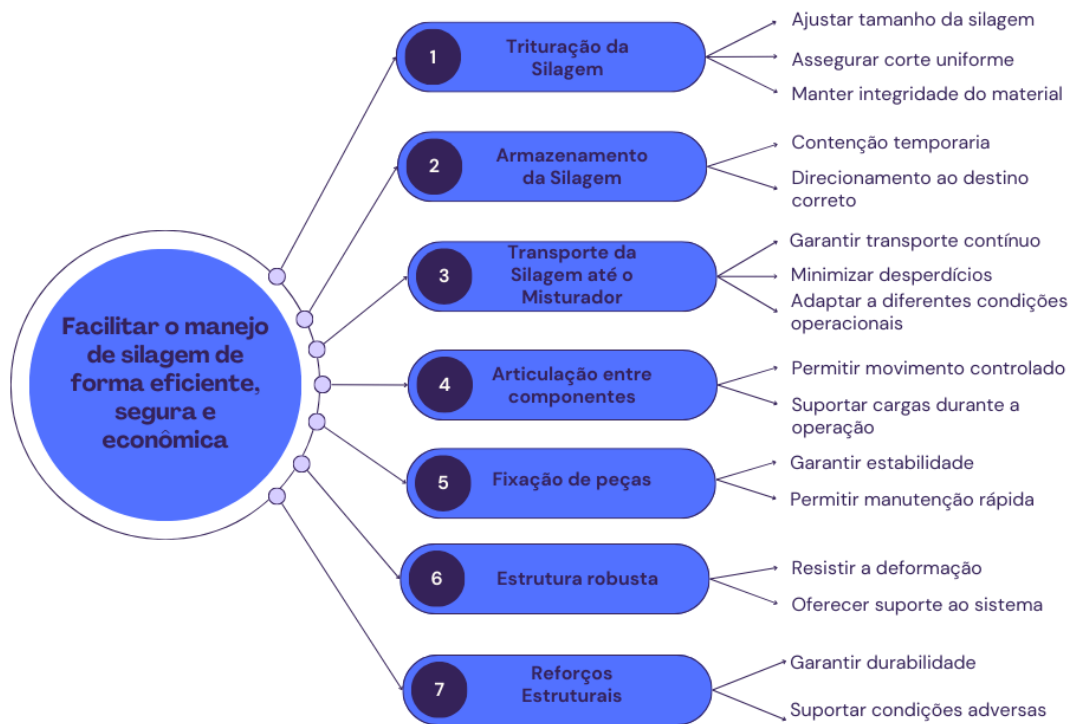 Facilitar o manejo
de silagem de
forma eficiente,
segura e
econômica
1
Trituração da
Silagem
Ajustar tamanho da silagem
Assegurar corte uniforme
Manter integridade do material
2
Armazenamento
da Silagem
Contenção temporaria
Direcionamento ao destino
correto
3
Transporte da
Silagem até o
Misturador
Garantir transporte contínuo
Minimizar desperdícios
Adaptar a diferentes condições
operacionais
4
Articulação entre
componentes
Permitir movimento controlado
Suportar cargas durante a
operação
5
Fixação de peças
Garantir estabilidade
Permitir manutenção rápida
6
Estrutura robusta
Resistir a deformação
Oferecer suporte ao sistema
7
Reforços
Estruturais
Garantir durabilidade
Suportar condições adversas